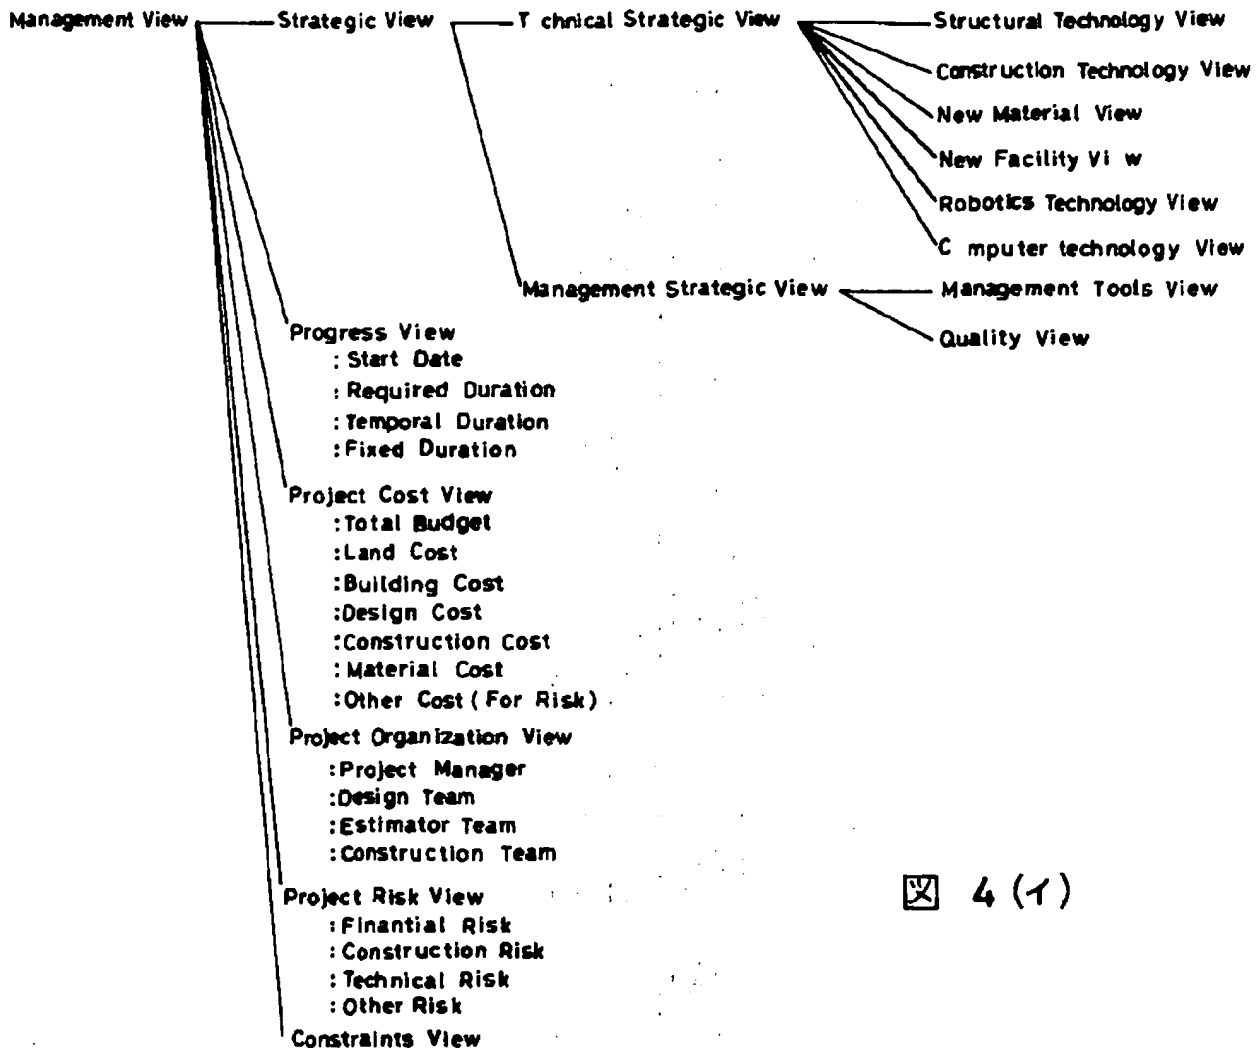 Management View
Strategic View
T chnical Strategic View
Structural Technology View
Construction Technology View
New Material View
New Facility Vi w
Robotics Technology View
C mputer technology View
Management Strategic View
Management Tools View
Quality View
Progress View
: Start Date
: Required Duration
: Temporal Duration
: Fixed Duration
Project Cost View
: Total Budget
: Land Cost
: Building Cost
: Design Cost
: Construction Cost
: Material Cost
: Other Cost ( For Risk )
Project Organization View
: Project Manager
: Design Team
: Estimator Team
: Construction Team
Project Risk View
: Finantial Risk
: Construction Risk
: Technical Risk
: Other Risk
Constraints View
図 4 (イ)